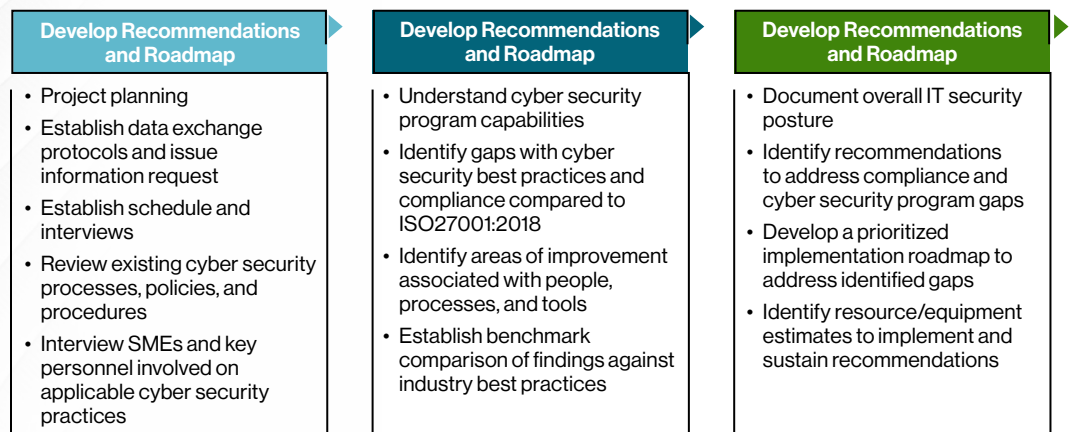 Develop Recommendations
and Roadmap
• Project planning
• Establish data exchange
protocols and issue
information request
• Establish schedule and
interviews
• Review existing cyber security
processes, policies, and
procedures
• Interview SMEs and key
personnel involved on
applicable cyber security
practices
Develop Recommendations
and Roadmap
• Understand cyber security
program capabilities
• Identify gaps with cyber
security best practices and
compliance compared to
ISO27001:2018
• Identify areas of improvement
associated with people,
processes, and tools
• Establish benchmark
comparison of findings against
industry best practices
Develop Recommendations
and Roadmap
• Document overall IT security
posture
• Identify recommendations
to address compliance and
cyber security program gaps
• Develop a prioritized
implementation roadmap to
address identified gaps
• Identify resource/equipment
estimates to implement and
sustain recommendations